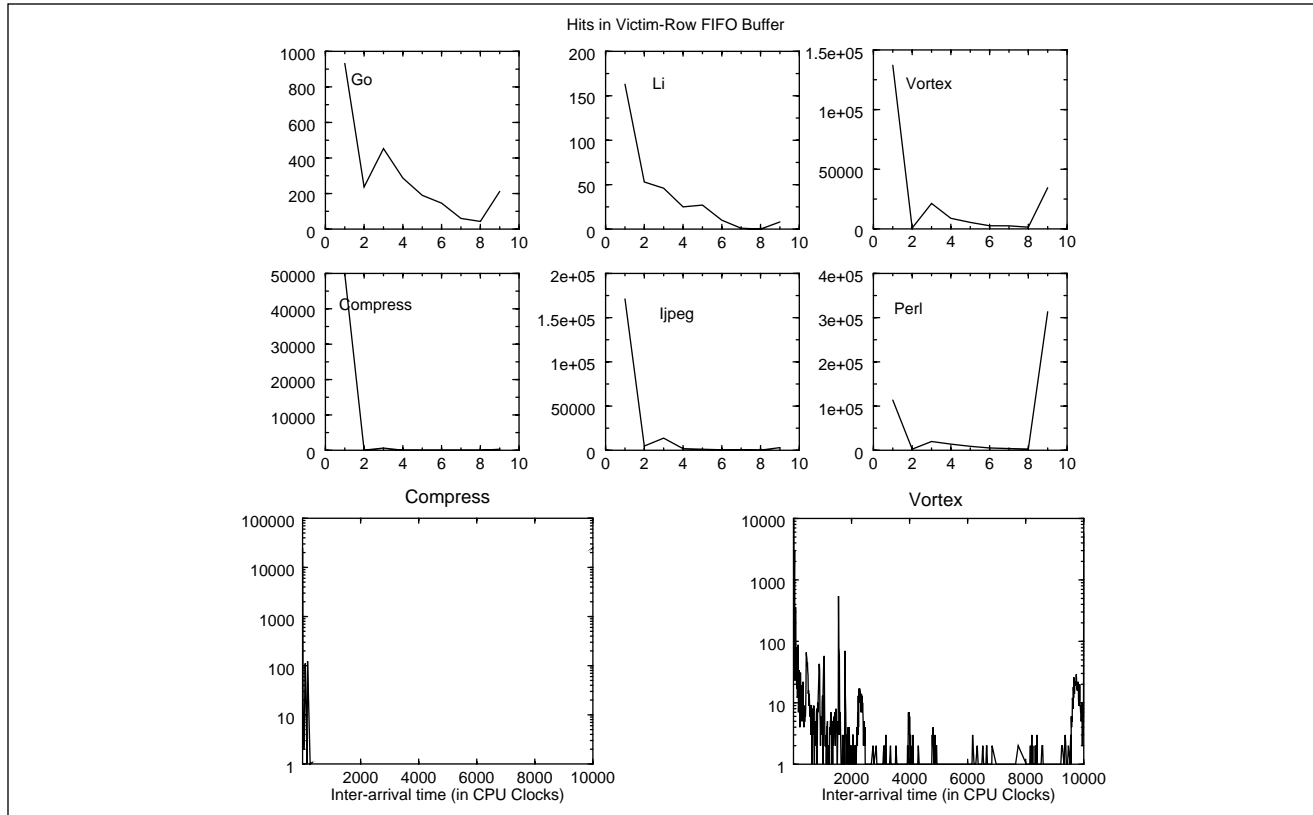 Hits in Victim-Row FIFO Buffer
1000
800
600
400
200
0
0 2 4 6 8 10
Go
200
150
100
50
0
0 2 4 6 8 10
Li
1.5e+05
1e+05
50000
0
0 2 4 6 8 10
Vortex
50000
40000
30000
20000
10000
0
0 2 4 6 8 10
Compress
2e+05
1.5e+05
1e+05
50000
0
0 2 4 6 8 10
Ijpeg
4e+05
3e+05
2e+05
1e+05
0
0 2 4 6 8 10
Perl
Compress
100000
10000
1000
100
10
1
2000 4000 6000 8000 10000
Inter-arrival time (in CPU Clocks)
Vortex
10000
1000
100
10
1
2000 4000 6000 8000 10000
Inter-arrival time (in CPU Clocks)